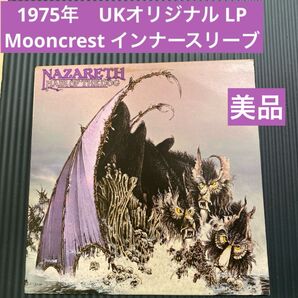 1975年 UKオリジナル LP
Mooncrest インナースリーブ
NAZARETH
HAIR OF THE DOG
美品